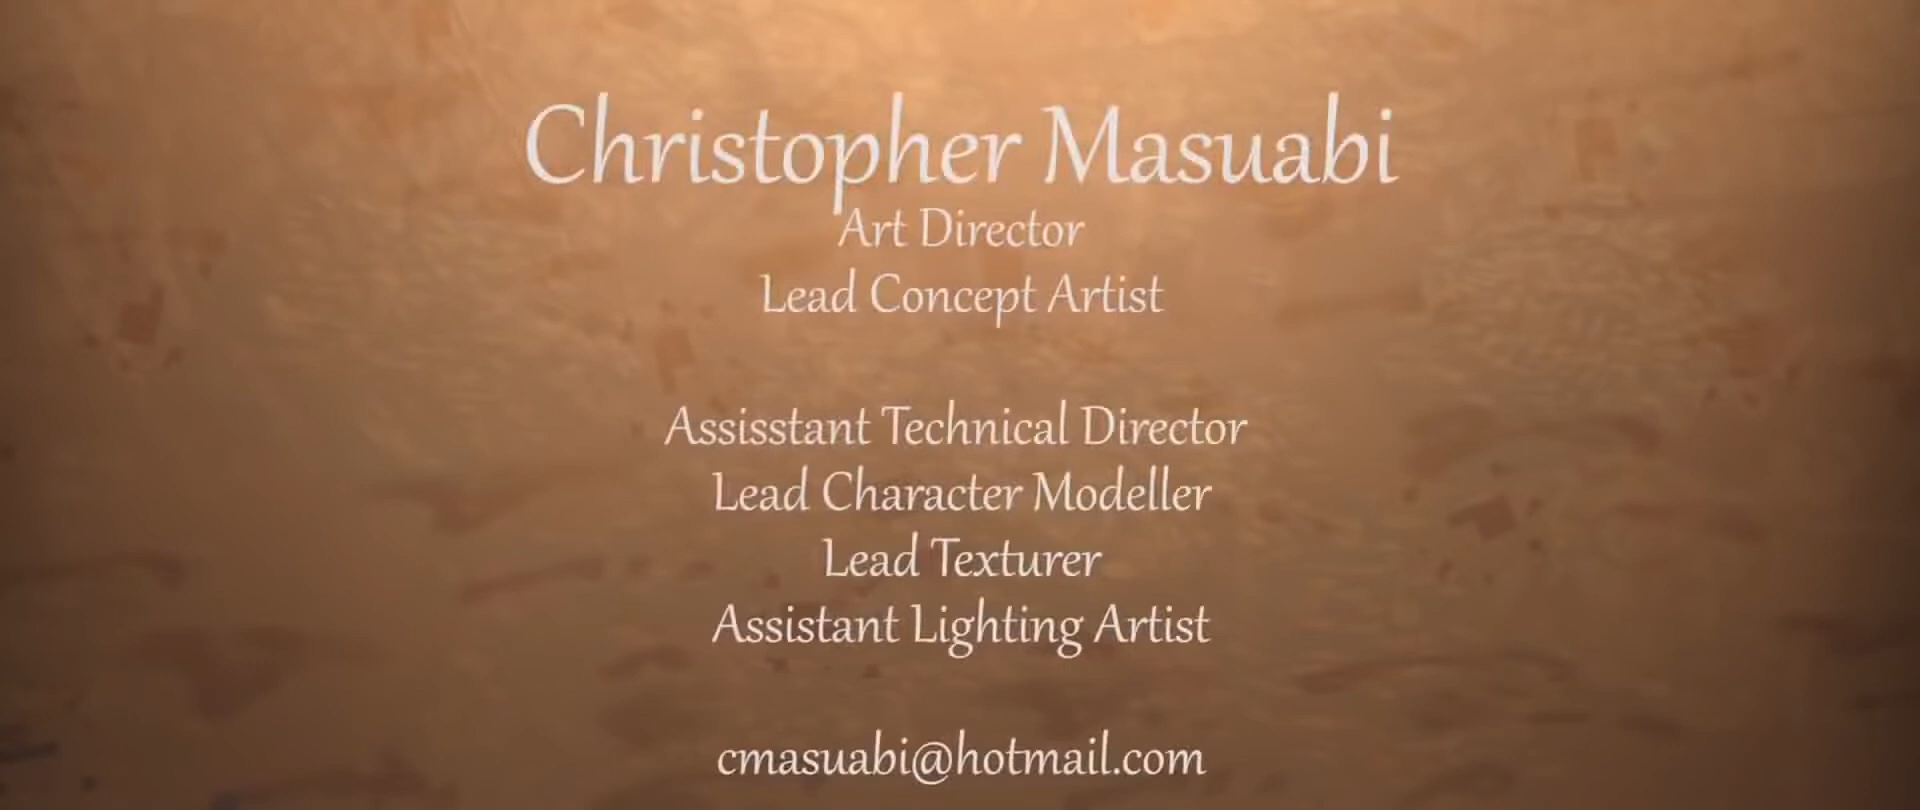 Christopher Masuabi
Art Director
Lead Concept Artist
Assisstant Technical Director
Lead Character Modeller
Lead Texturer
Assistant Lighting Artist
cmasuabi@hotmail.com